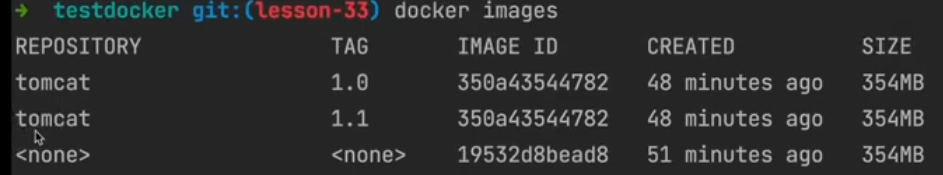 → testdocker git:(lesson-33) docker images
REPOSITORY TAG IMAGE ID CREATED SIZE
tomcat 1.0 350a43544782 48 minutes ago 354MB
tomcat 1.1 350a43544782 48 minutes ago 354MB
<none> <none> 19532d8bead8 51 minutes ago 354MB